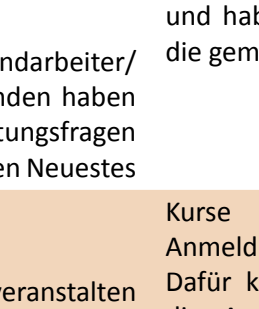 ndarbeiter/
nden haben
tungsfragen
en Neuestes
veranstalten
und hab
die gem
Kurse
Anmeld
Dafür k